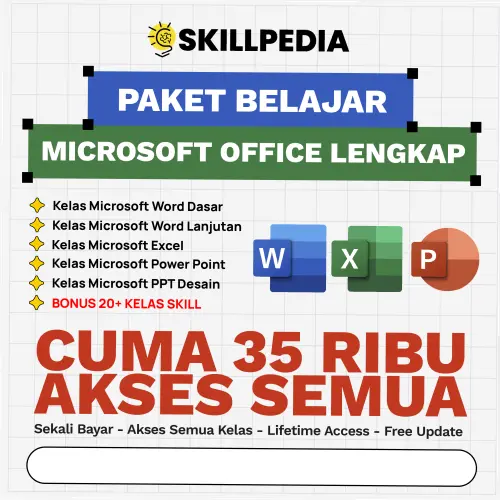 SKILLPEDIA
PAKET BELAJAR
MICROSOFT OFFICE LENGKAP
Kelas Microsoft Word Dasar
Kelas Microsoft Word Lanjutan
Kelas Microsoft Excel
Kelas Microsoft Power Point
Kelas Microsoft PPT Desain
BONUS 20+ KELAS SKILL
W X P
CUMA 35 RIBU
AKSES SEMUA
Sekali Bayar - Akses Semua Kelas - Lifetime Access - Free Update